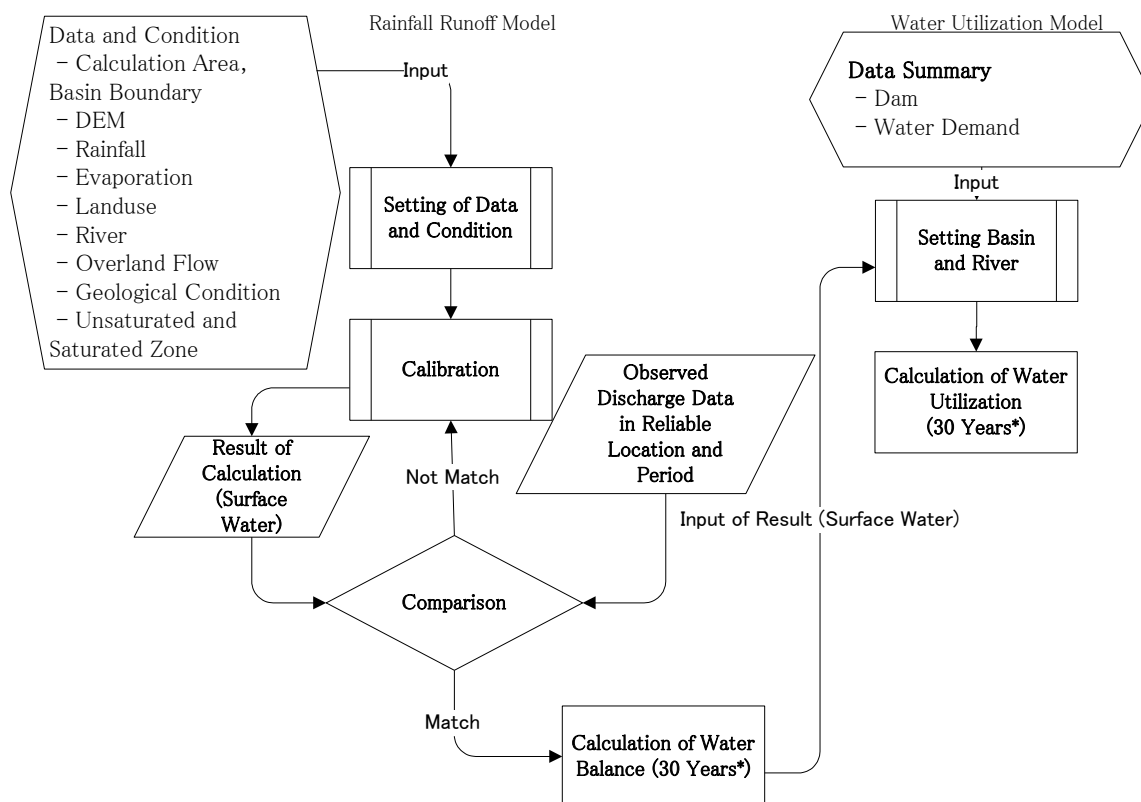 Rainfall Runoff Model
Water Utilization Model
Data and Condition
- Calculation Area,
Basin Boundary
- DEM
- Rainfall
- Evaporation
- Landuse
- River
- Overland Flow
- Geological Condition
- Unsaturated and
Saturated Zone
Input
Setting of Data
and Condition
Calibration
Result of
Calculation
(Surface
Water)
Not Match
Observed
Discharge Data
in Reliable
Location and
Period
Comparison
Match
Calculation of Water
Balance (30 Years*)
Input of Result (Surface Water)
Data Summary
- Dam
- Water Demand
Input
Setting Basin
and River
Calculation of Water
Utilization
(30 Years*)